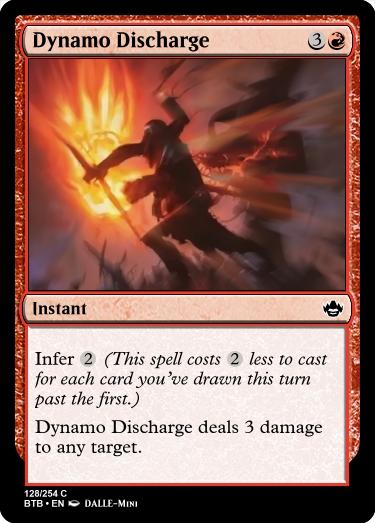 Dynamo Discharge 3
Instant
Infer 2 (This spell costs 2 less to cast
for each card you've drawn this turn
past the first.)
Dynamo Discharge deals 3 damage
to any target.
128/254 C
BTB • EN DALLE-Mini